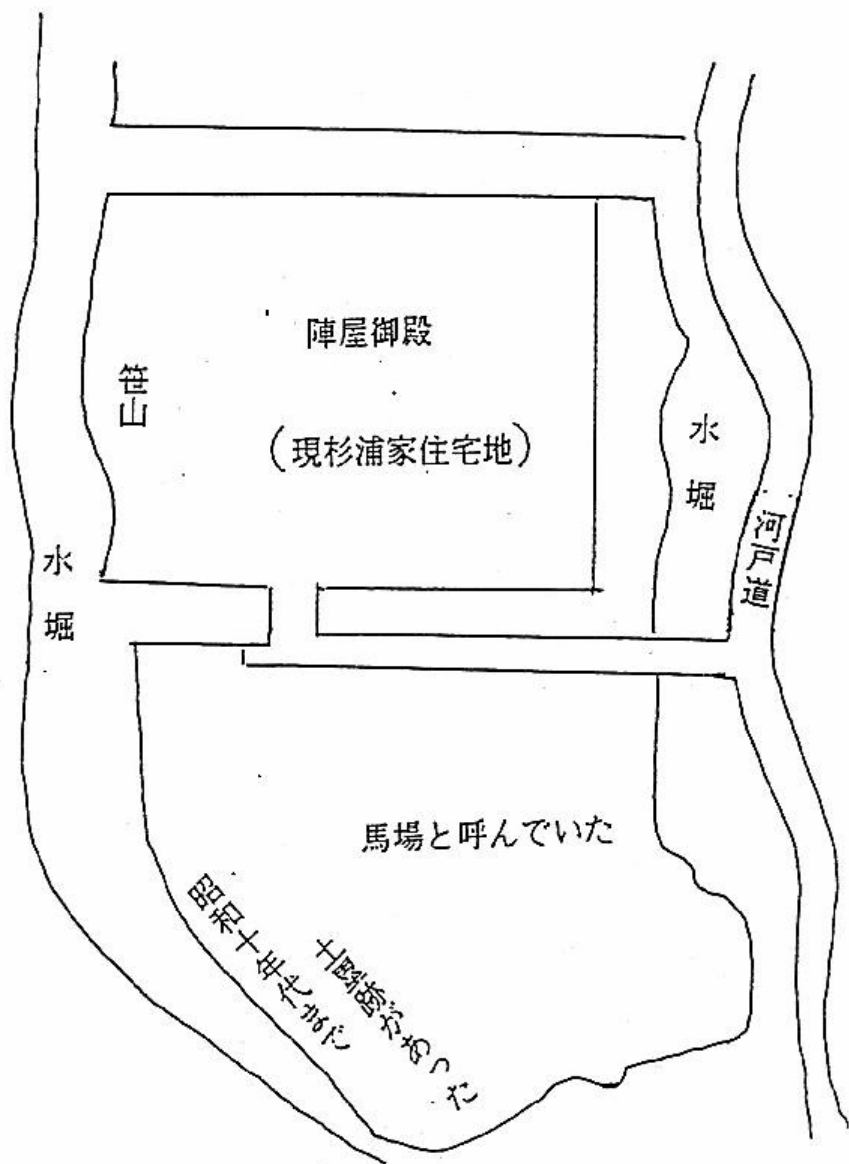 陣屋御殿
(現杉浦家住宅地)
笹山
水堀
水堀
河戸道
馬場と呼んでいた
昭和十年代まで
土塁跡があった